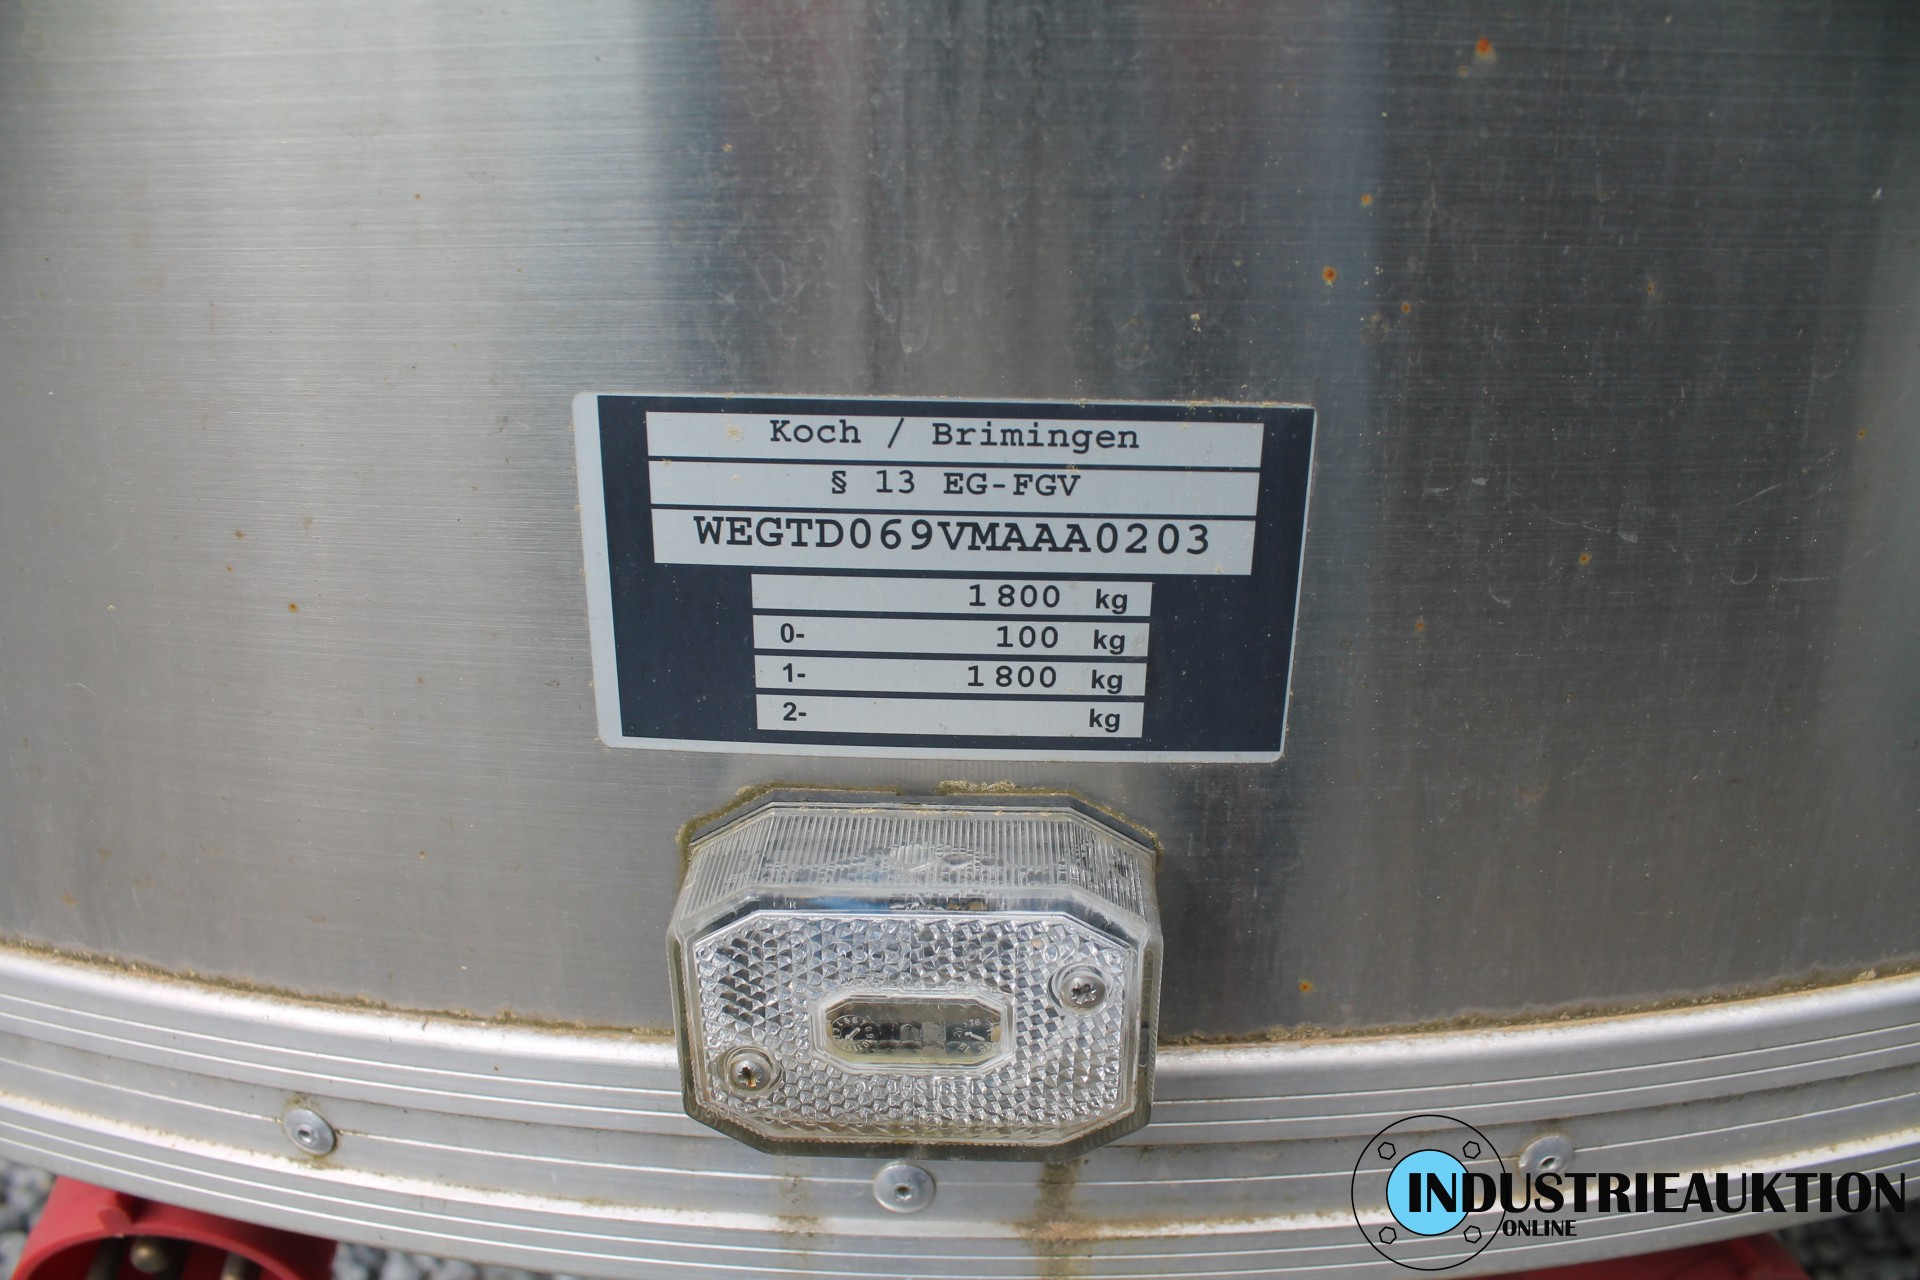 Koch / Brimingen
§ 13 EG-FGV
WEGTD069VMAAA0203
1800 kg
0- 100 kg
1- 1800 kg
2- kg
INDUSTRIEAUKTION
ONLINE